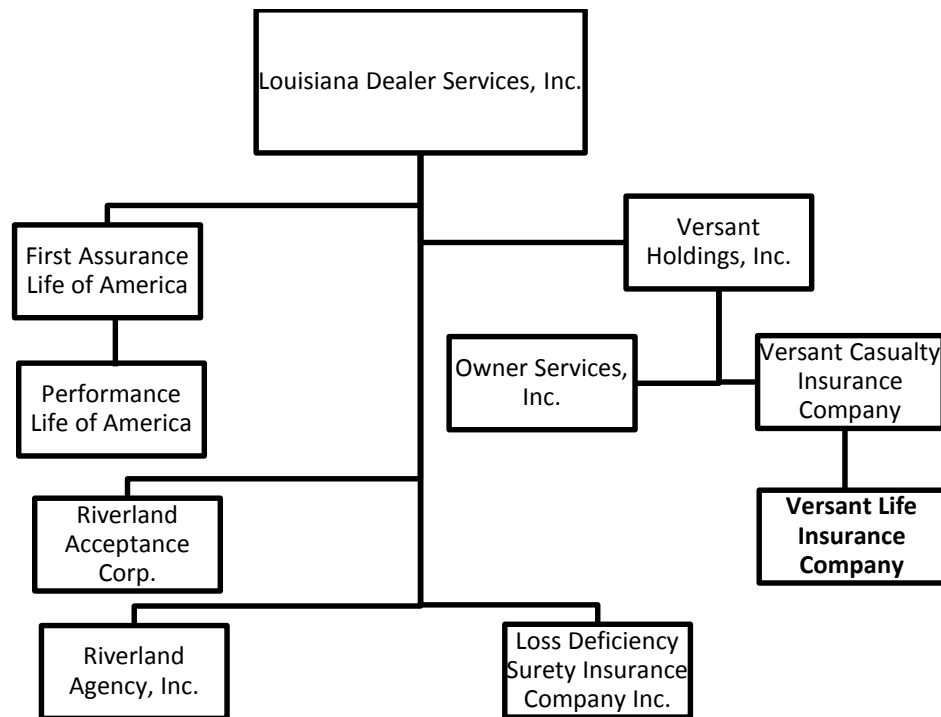 Louisiana Dealer Services, Inc.
First Assurance
Life of America
Versant
Holdings, Inc.
Performance
Life of America
Owner Services,
Inc.
Versant Casualty
Insurance
Company
Riverland
Acceptance
Corp.
Versant Life
Insurance
Company
Riverland
Agency, Inc.
Loss Deficiency
Surety Insurance
Company Inc.